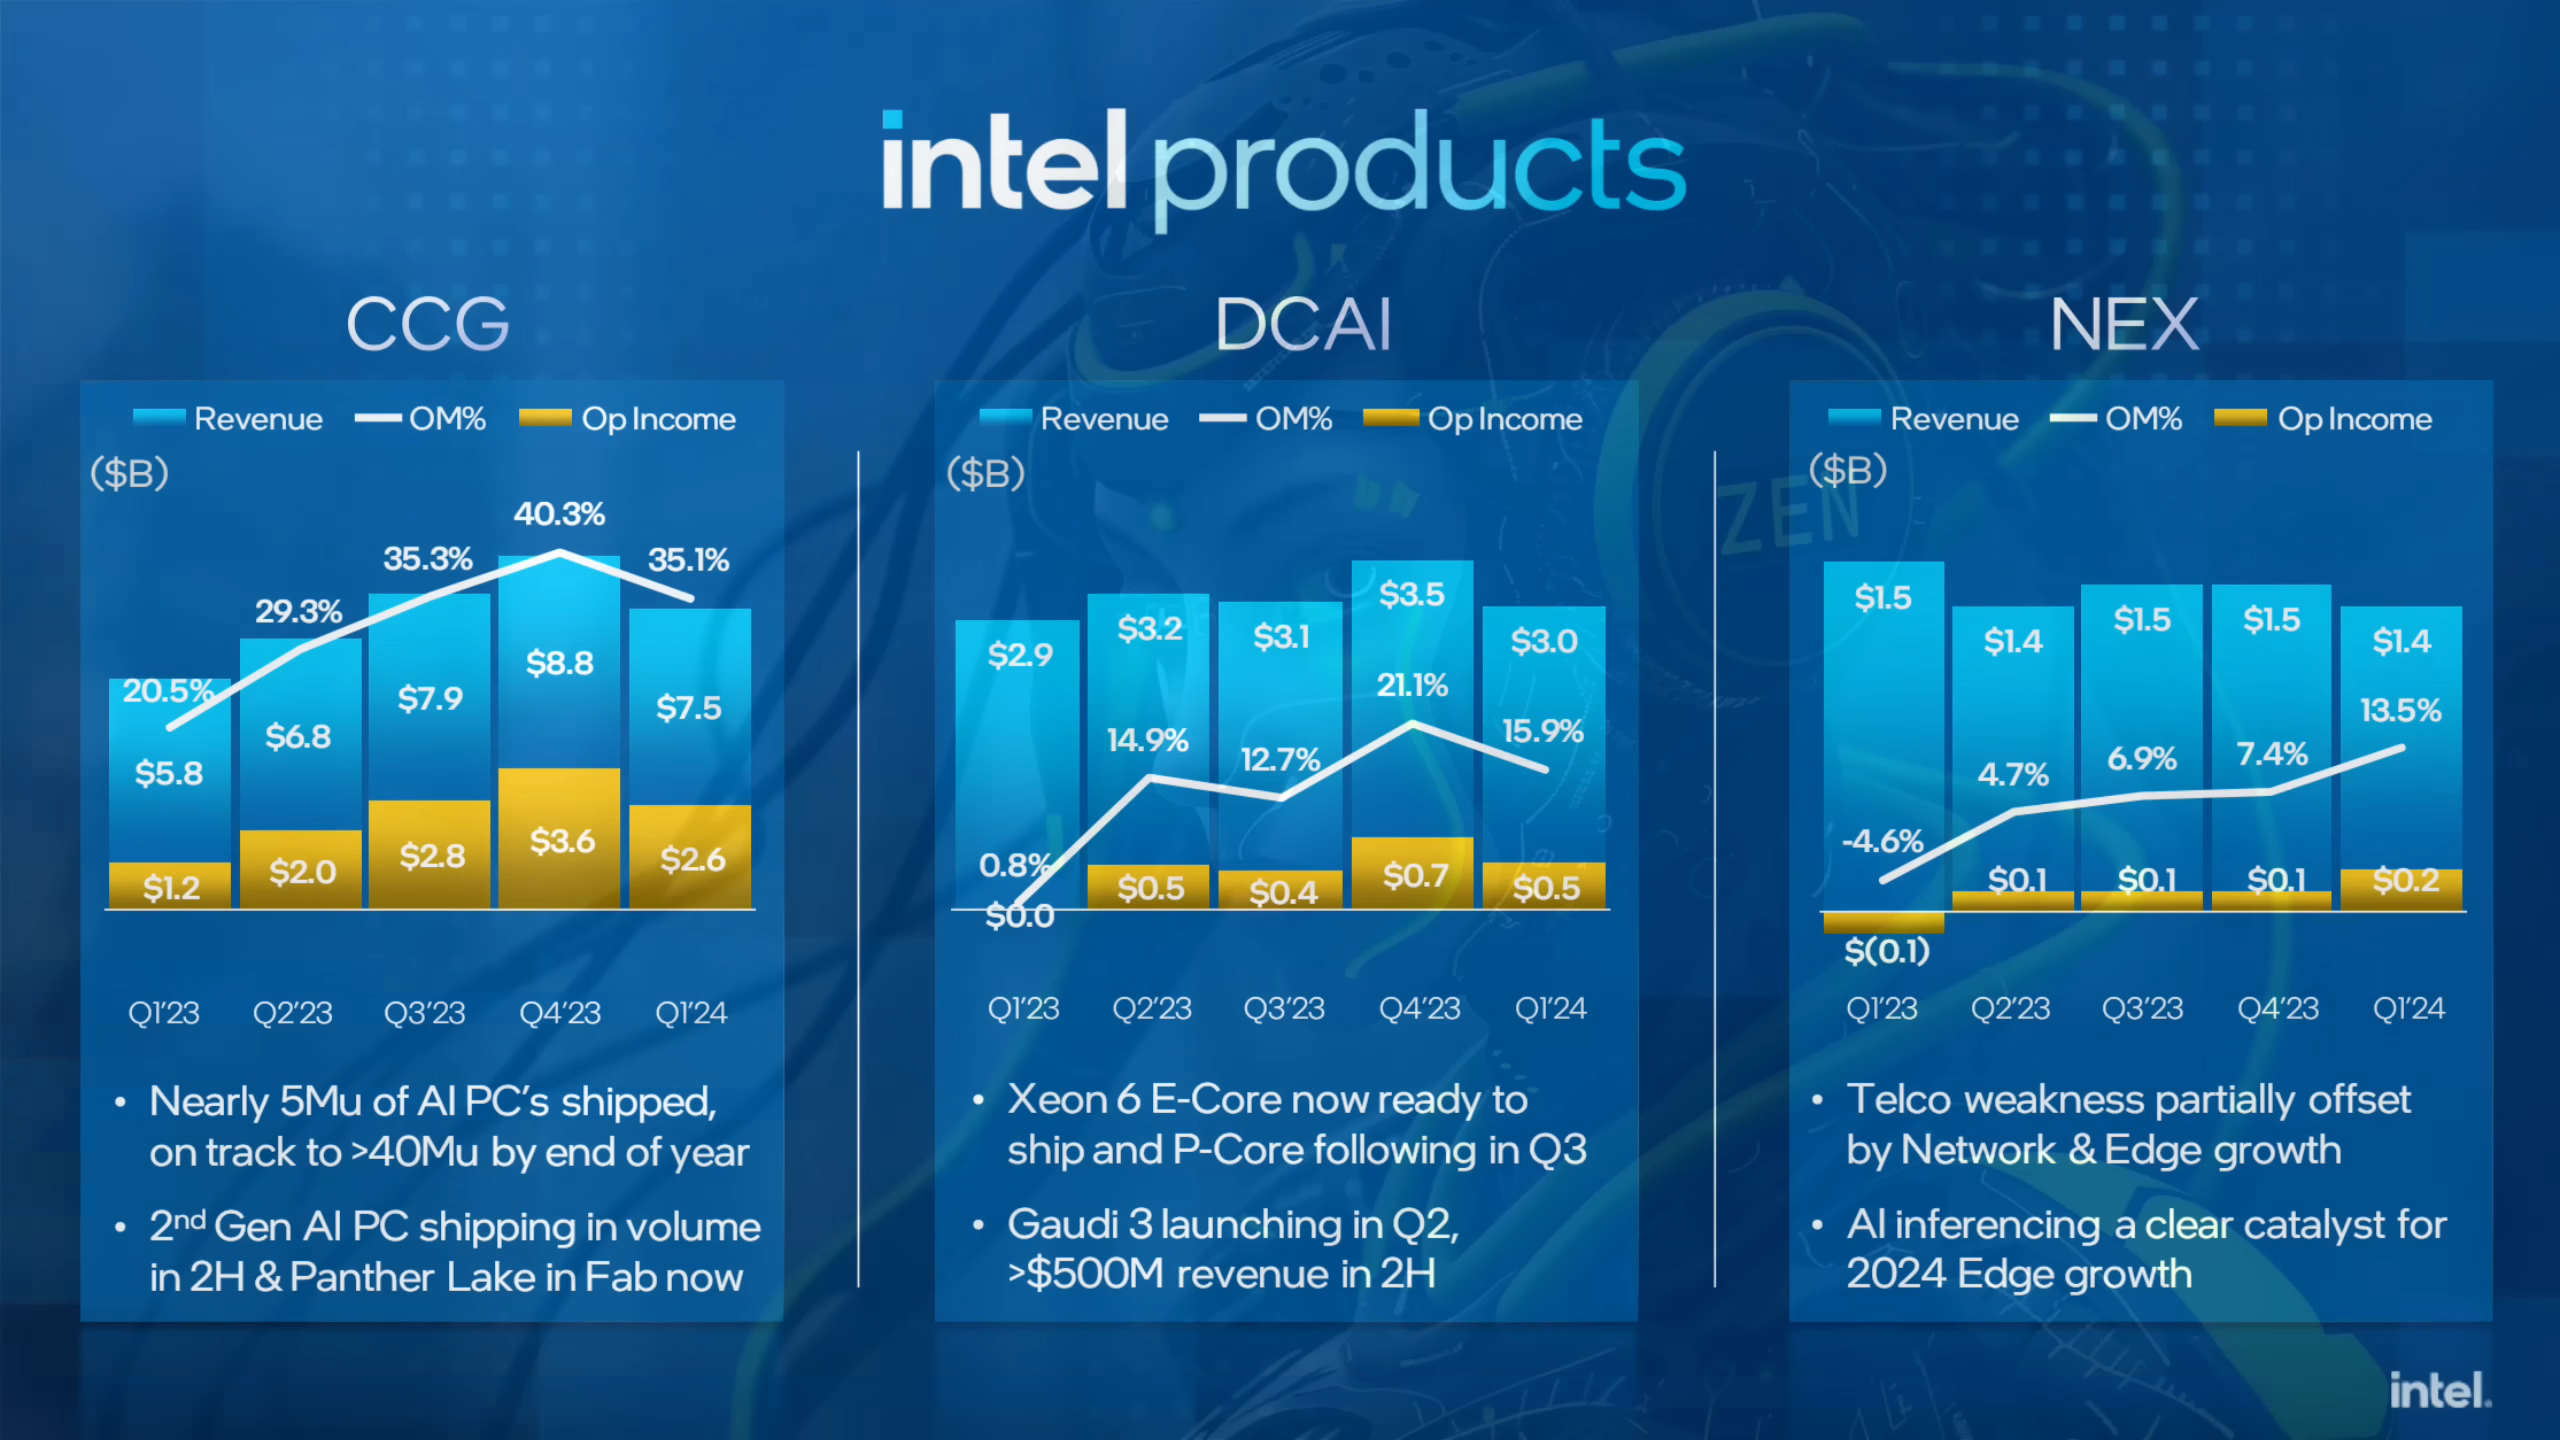 intel products
CCG
Revenue OM% Op Income
($B)
20.5% 29.3% 35.3% 40.3% 35.1%
$5.8 $6.8 $7.9 $8.8 $7.5
$1.2 $2.0 $2.8 $3.6 $2.6
Q1'23 Q2'23 Q3'23 Q4'23 Q1'24
• Nearly 5Mu of AI PC's shipped,
on track to >40Mu by end of year
• 2nd Gen AI PC shipping in volume
in 2H & Panther Lake in Fab now
DCAI
Revenue OM% Op Income
($B)
$2.9 $3.2 $3.1 $3.5 $3.0
0.8% 14.9% 12.7% 21.1% 15.9%
$0.0 $0.5 $0.4 $0.7 $0.5
Q1'23 Q2'23 Q3'23 Q4'23 Q1'24
• Xeon 6 E-Core now ready to
ship and P-Core following in Q3
• Gaudi 3 launching in Q2,
>$500M revenue in 2H
NEX
Revenue OM% Op Income
($B)
ZEN
$1.5 $1.4 $1.5 $1.5 $1.4
-4.6% 4.7% 6.9% 7.4% 13.5%
$(0.1) $0.1 $0.1 $0.1 $0.2
Q1'23 Q2'23 Q3'23 Q4'23 Q1'24
• Telco weakness partially offset
by Network & Edge growth
• AI inferencing a clear catalyst for
2024 Edge growth
intel.